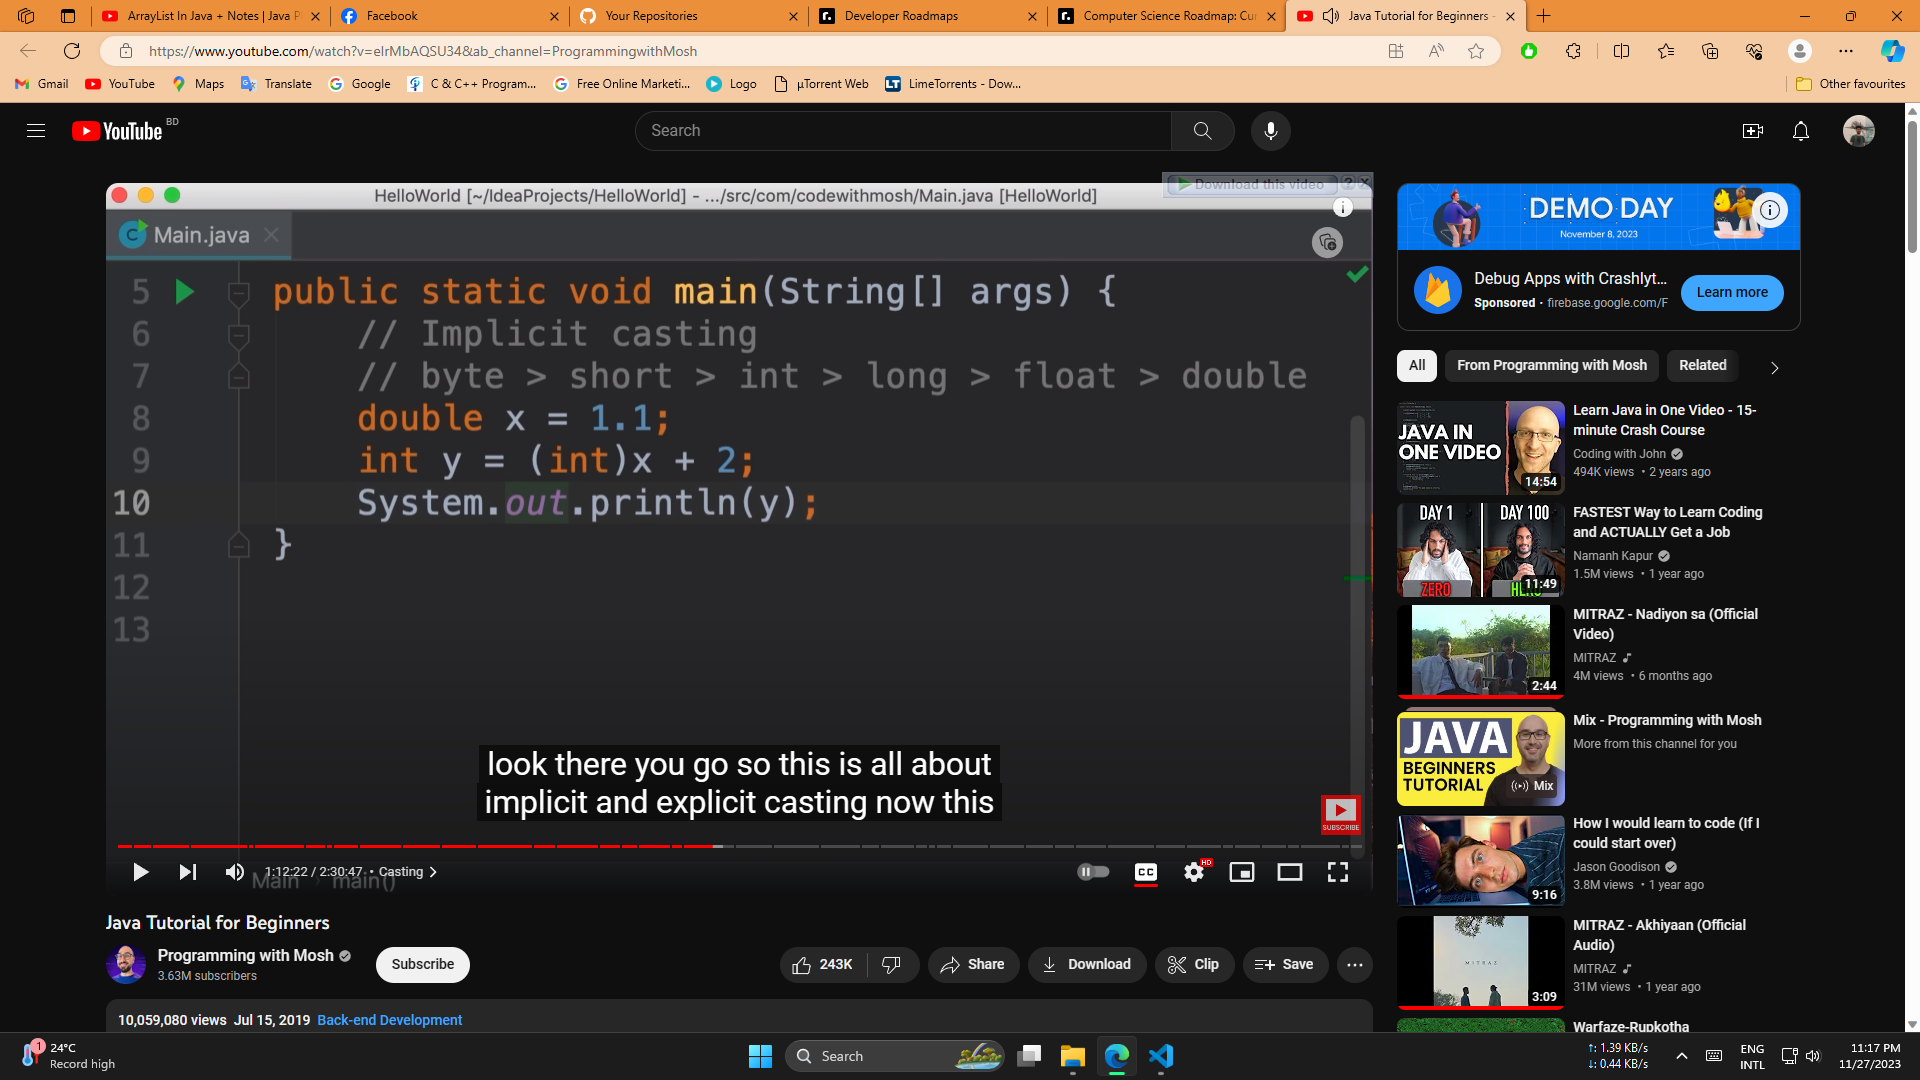 ArrayList In Java + Notes | Java P
Facebook
Your Repositories
Developer Roadmaps
Computer Science Roadmap: Cur
Java Tutorial for Beginners -
https://www.youtube.com/watch?v=eIrMbAQSU34&ab_channel=ProgrammingwithMosh
Gmail
YouTube
Maps
Translate
Google
C & C++ Program...
Free Online Marketi...
Logo
µTorrent Web
LimeTorrents - Dow...
Other favourites
YouTube BD
Search
HelloWorld [~/IdeaProjects/HelloWorld] - .../src/com/codewithmosh/Main.java [HelloWorld]
Download this video
Main.java
5 public static void main(String[] args) {
6 // Implicit casting
7 // byte > short > int > long > float > double
8 double x = 1.1;
9 int y = (int)x + 2;
10 System.out.println(y);
11 }
12
13
look there you go so this is all about
implicit and explicit casting now this
SUBSCRIBE
1:12:22 / 2:30:47 • Casting
CC
HD
Main main()
Java Tutorial for Beginners
Programming with Mosh
3.63M subscribers
Subscribe
243K
Share
Download
Clip
Save
10,059,080 views Jul 15, 2019 Back-end Development
DEMO DAY
November 8, 2023
Debug Apps with Crashlyt...
Sponsored · firebase.google.com/F
Learn more
All
From Programming with Mosh
Related
JAVA IN
ONE VIDEO
14:54
Learn Java in One Video - 15-
minute Crash Course
Coding with John
494K views • 2 years ago
DAY 1
DAY 100
ZERO
11:49
FASTEST Way to Learn Coding
and ACTUALLY Get a Job
Namanh Kapur
1.5M views • 1 year ago
2:44
MITRAZ - Nadiyon sa (Official
Video)
MITRAZ
4M views • 6 months ago
JAVA
BEGINNERS
TUTORIAL
Mix
Mix - Programming with Mosh
More from this channel for you
9:16
How I would learn to code (If I
could start over)
Jason Goodison
3.8M views • 1 year ago
MITRAZ
3:09
MITRAZ - Akhiyaan (Official
Audio)
MITRAZ
31M views • 1 year ago
Warfaze-Rupkotha
1
24°C
Record high
Search
↑: 1.39 KB/s
↓: 0.44 KB/s
ENG
INTL
11:17 PM
11/27/2023